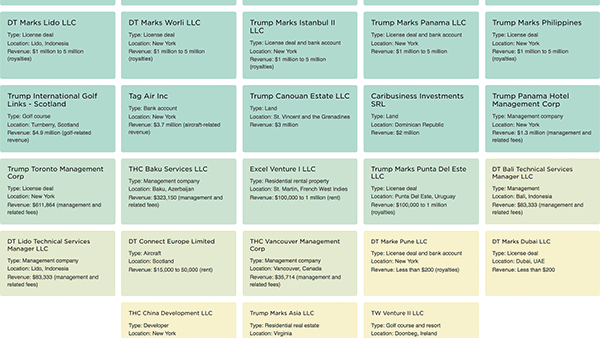 DT Marks Lido LLC
Type: License deal
Location: Lido, Indonesia
Revenue: $1 million to 5 million
(royalties)
DT Marks Worli LLC
Type: License deal
Location: New York
Revenue: $1 million to 5 million
(royalties)
Trump Marks Istanbul II
LLC
Type: License deal and bank account
Location: New York
Revenue: $1 million to 5 million
(royalties)
Trump Marks Panama LLC
Type: License deal and bank account
Location: New York
Revenue: $1 million to 5 million
Trump Marks Philippines
Type: License deal
Location: New York
Revenue: $1 million to 5 million
(royalties)
Trump International Golf
Links - Scotland
Type: Golf course
Location: Turnberry, Scotland
Revenue: $4.9 million (golf-related
revenue)
Tag Air Inc
Type: Bank account
Location: New York
Revenue: $3.7 million (aircraft-related
revenue)
Trump Canouan Estate LLC
Type: Land
Location: St. Vincent and the Grenadines
Revenue: $3 million
Caribusiness Investments
SRL
Type: Land
Location: Dominican Republic
Revenue: $2 million
Trump Panama Hotel
Management Corp
Type: Management company
Location: New York
Revenue: $1.3 million (management and
related fees)
Trump Toronto Management
Corp
Type: License deal
Location: New York
Revenue: $611,864 (management and
related fees)
THC Baku Services LLC
Type: Management company
Location: Baku, Azerbaijan
Revenue: $323,150 (management and
related fees)
Excel Venture I LLC
Type: Residential rental property
Location: St. Martin, French West Indies
Revenue: $100,000 to 1 million (rent)
Trump Marks Punta Del Este
LLC
Type: License deal
Location: Punta Del Este, Uruguay
Revenue: $100,000 to 1 million
(royalties)
DT Bali Technical Services
Manager LLC
Type: Management
Location: Bali, Indonesia
Revenue: $83,333 (management and
related fees)
DT Lido Technical Services
Manager LLC
Type: Management company
Location: Lido, Indonesia
Revenue: $83,333 (management and
related fees)
DT Connect Europe Limited
Type: Aircraft
Location: Scotland
Revenue: $15,000 to 50,000 (rent)
THC Vancouver Management
Corp
Type: Management company
Location: Vancouver, Canada
Revenue: $35,714 (management and
related fees)
DT Marke Pune LLC
Type: License deal and bank account
Location: New York
Revenue: Less than $200 (royalties)
DT Marks Dubai LLC
Type: License deal
Location: Dubai, UAE
Revenue: Less than $200
THC China Development LLC
Type: Developer
Location: New York
Trump Marks Asia LLC
Type: Residential real estate
Location: Virginia
TW Venture II LLC
Type: Golf course and resort
Location: Doonbeg, Ireland